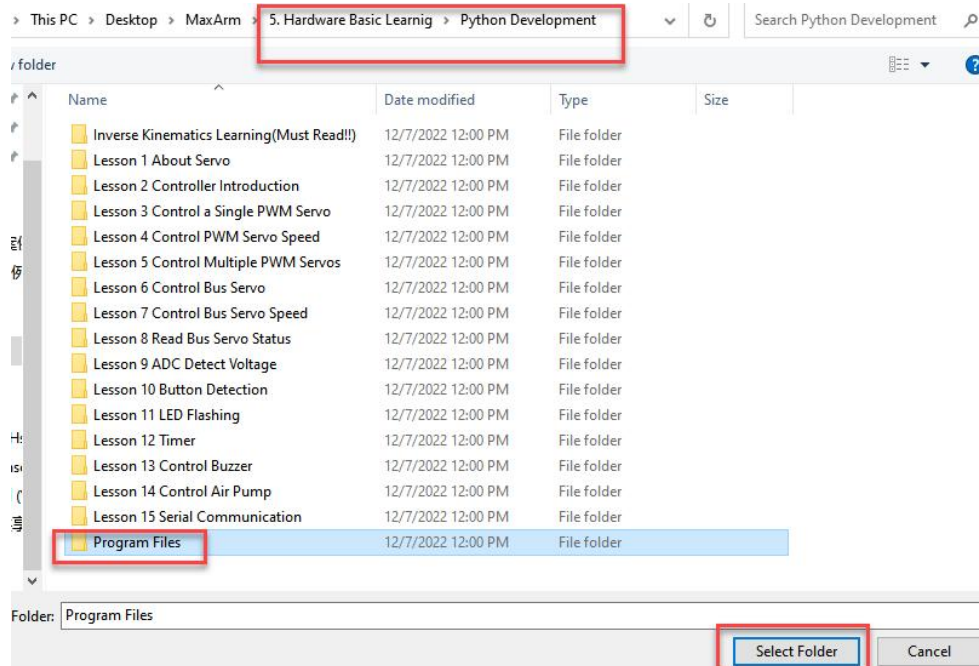 › This PC › Desktop › MaxArm › 5. Hardware Basic Learnig › Python Development Search Python Development
folder
Name Date modified Type Size
Inverse Kinematics Learning(Must Read!!) 12/7/2022 12:00 PM File folder
Lesson 1 About Servo 12/7/2022 12:00 PM File folder
Lesson 2 Controller Introduction 12/7/2022 12:00 PM File folder
Lesson 3 Control a Single PWM Servo 12/7/2022 12:00 PM File folder
Lesson 4 Control PWM Servo Speed 12/7/2022 12:00 PM File folder
Lesson 5 Control Multiple PWM Servos 12/7/2022 12:00 PM File folder
Lesson 6 Control Bus Servo 12/7/2022 12:00 PM File folder
Lesson 7 Control Bus Servo Speed 12/7/2022 12:00 PM File folder
Lesson 8 Read Bus Servo Status 12/7/2022 12:00 PM File folder
Lesson 9 ADC Detect Voltage 12/7/2022 12:00 PM File folder
Lesson 10 Button Detection 12/7/2022 12:00 PM File folder
Lesson 11 LED Flashing 12/7/2022 12:00 PM File folder
Lesson 12 Timer 12/7/2022 12:00 PM File folder
Lesson 13 Control Buzzer 12/7/2022 12:00 PM File folder
Lesson 14 Control Air Pump 12/7/2022 12:00 PM File folder
Lesson 15 Serial Communication 12/7/2022 12:00 PM File folder
Program Files 12/7/2022 12:00 PM File folder
Folder: Program Files
Select Folder Cancel